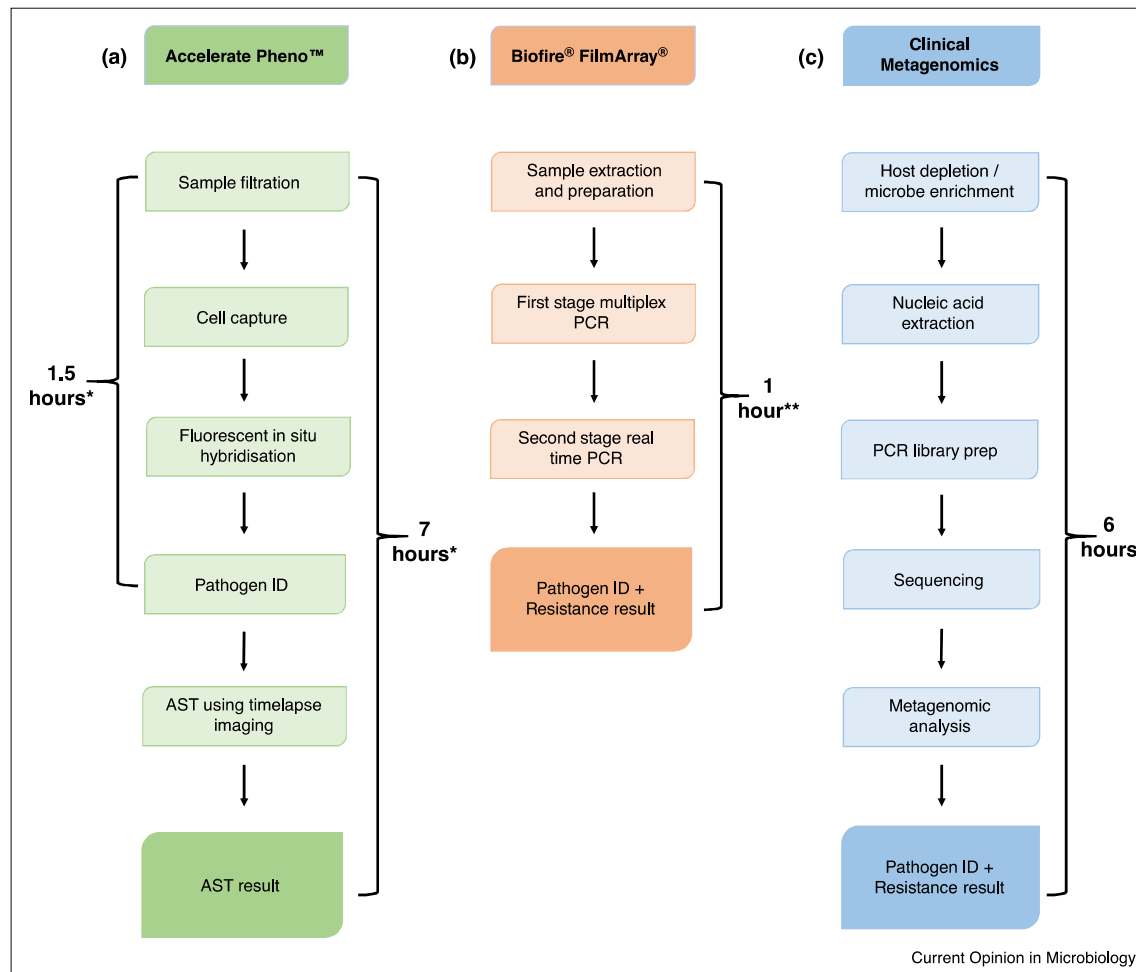 (a)
Accelerate Pheno™
Sample filtration
Cell capture
Fluorescent in situ
hybridisation
Pathogen ID
AST using timelapse
imaging
AST result
1.5
hours*
7
hours*
(b)
Biofire® FilmArray®
Sample extraction
and preparation
First stage multiplex
PCR
Second stage real
time PCR
Pathogen ID +
Resistance result
1
hour**
(c)
Clinical
Metagenomics
Host depletion /
microbe enrichment
Nucleic acid
extraction
PCR library prep
Sequencing
Metagenomic
analysis
Pathogen ID +
Resistance result
6
hours
Current Opinion in Microbiology